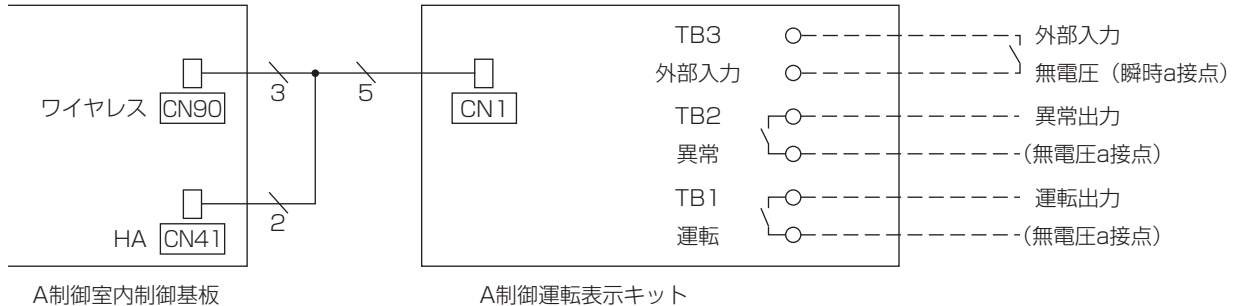 TB3
外部入力
外部入力
無電圧（瞬時a接点）
ワイヤレス CN90
3
5
CN1
TB2
異常出力
異常
(無電圧a接点)
HA CN41
2
TB1
運転出力
運転
(無電圧a接点)
A制御室内制御基板
A制御運転表示キット